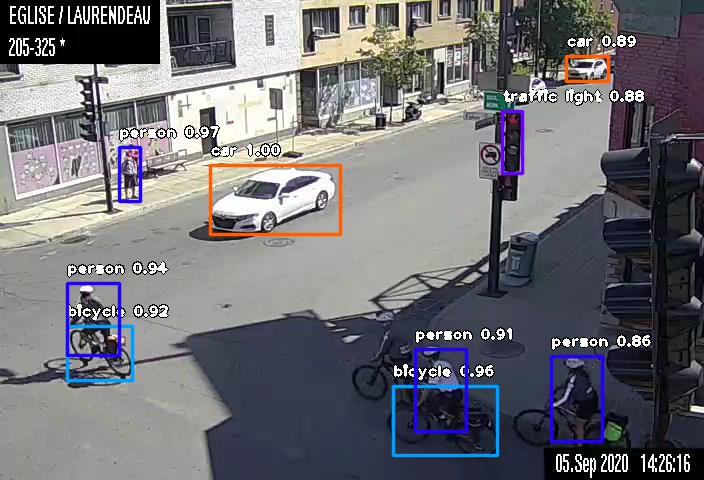 EGLISE / LAURENDEAU
205-325 *
car 0.89
traffic light 0.88
person 0.97
car 1.00
person 0.94
bicycle 0.92
person 0.91
person 0.86
bicycle 0.96
05.Sep 2020 14:26:16